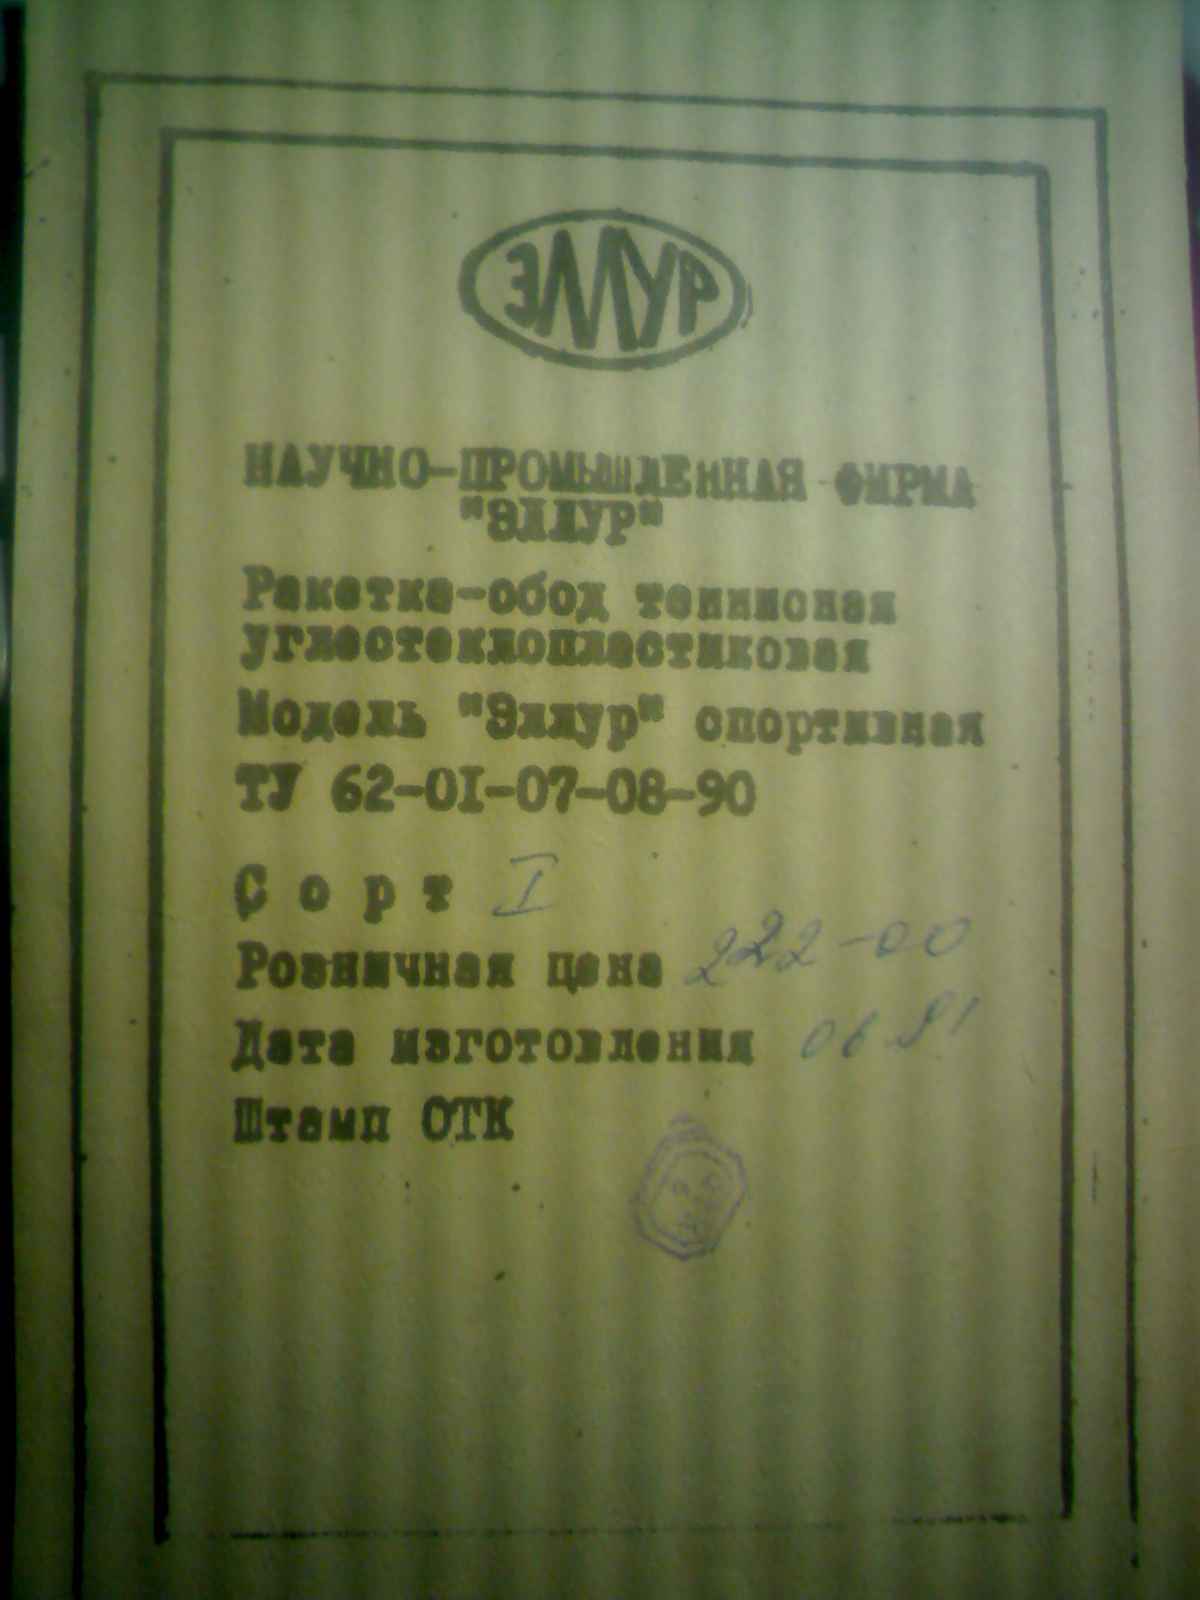 ЭЛЛУР
НАУЧНО-ПРОМЫШЛЕННАЯ ФИРМА
"ЭЛЛУР"
Ракетка-обод теннисная
углестеклопластиковая
Модель "Эллур" спортивная
ТУ 62-01-07-08-90
Сорт I
Розничная цена 222-00
Дата изготовления 06 91
Штамп ОТК